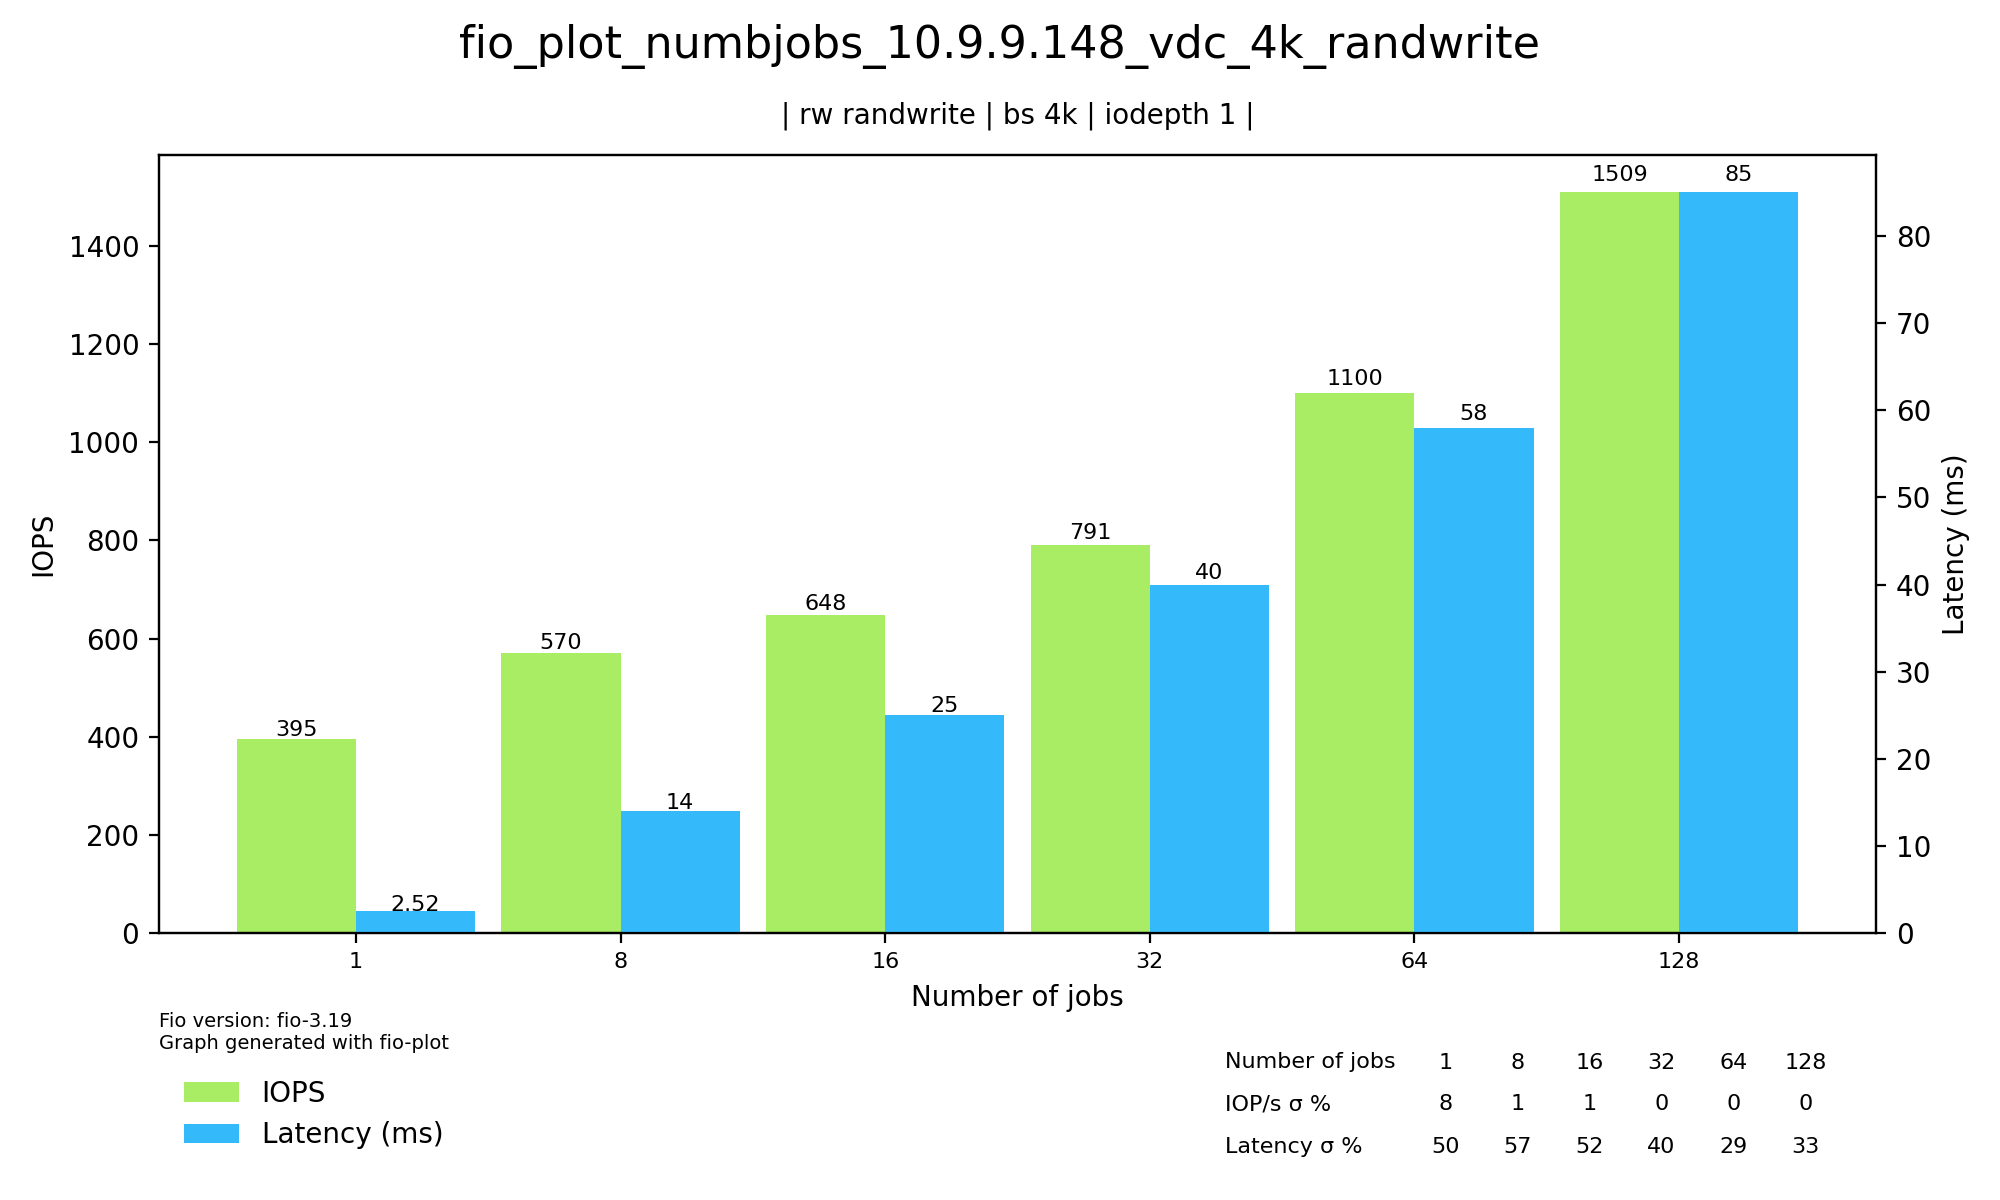 fio_plot_numbjobs_10.9.9.148_vdc_4k_randwrite
| rw randwrite | bs 4k | iodepth 1 |
1509 85
1400
80
1200
70
1100
60
58
1000
50
800
791
40
40
IOPS
Latency (ms)
648
600
570
30
25
400
395
20
14
200
10
2.52
0 0
1 8 16 32 64 128
Number of jobs
Fio version: fio-3.19
Graph generated with fio-plot
IOPS
Latency (ms)
Number of jobs 1 8 16 32 64 128
IOP/s σ % 8 1 1 0 0 0
Latency σ % 50 57 52 40 29 33